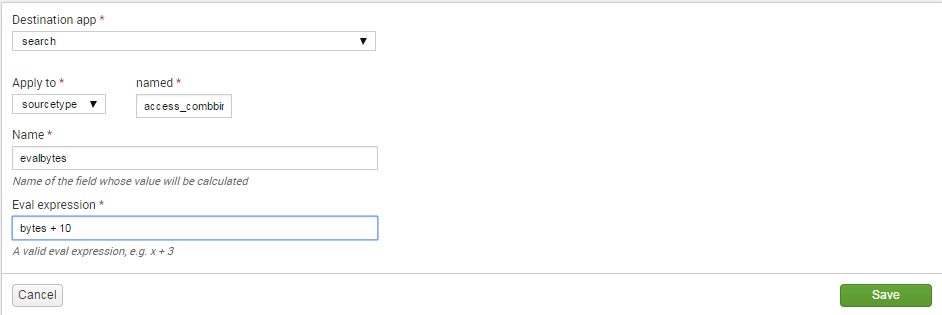 Destination app *
search
Apply to * named *
sourcetype access_combbir
Name *
evalbytes
Name of the field whose value will be calculated
Eval expression *
bytes + 10
A valid eval expression, e.g. x + 3
Cancel Save